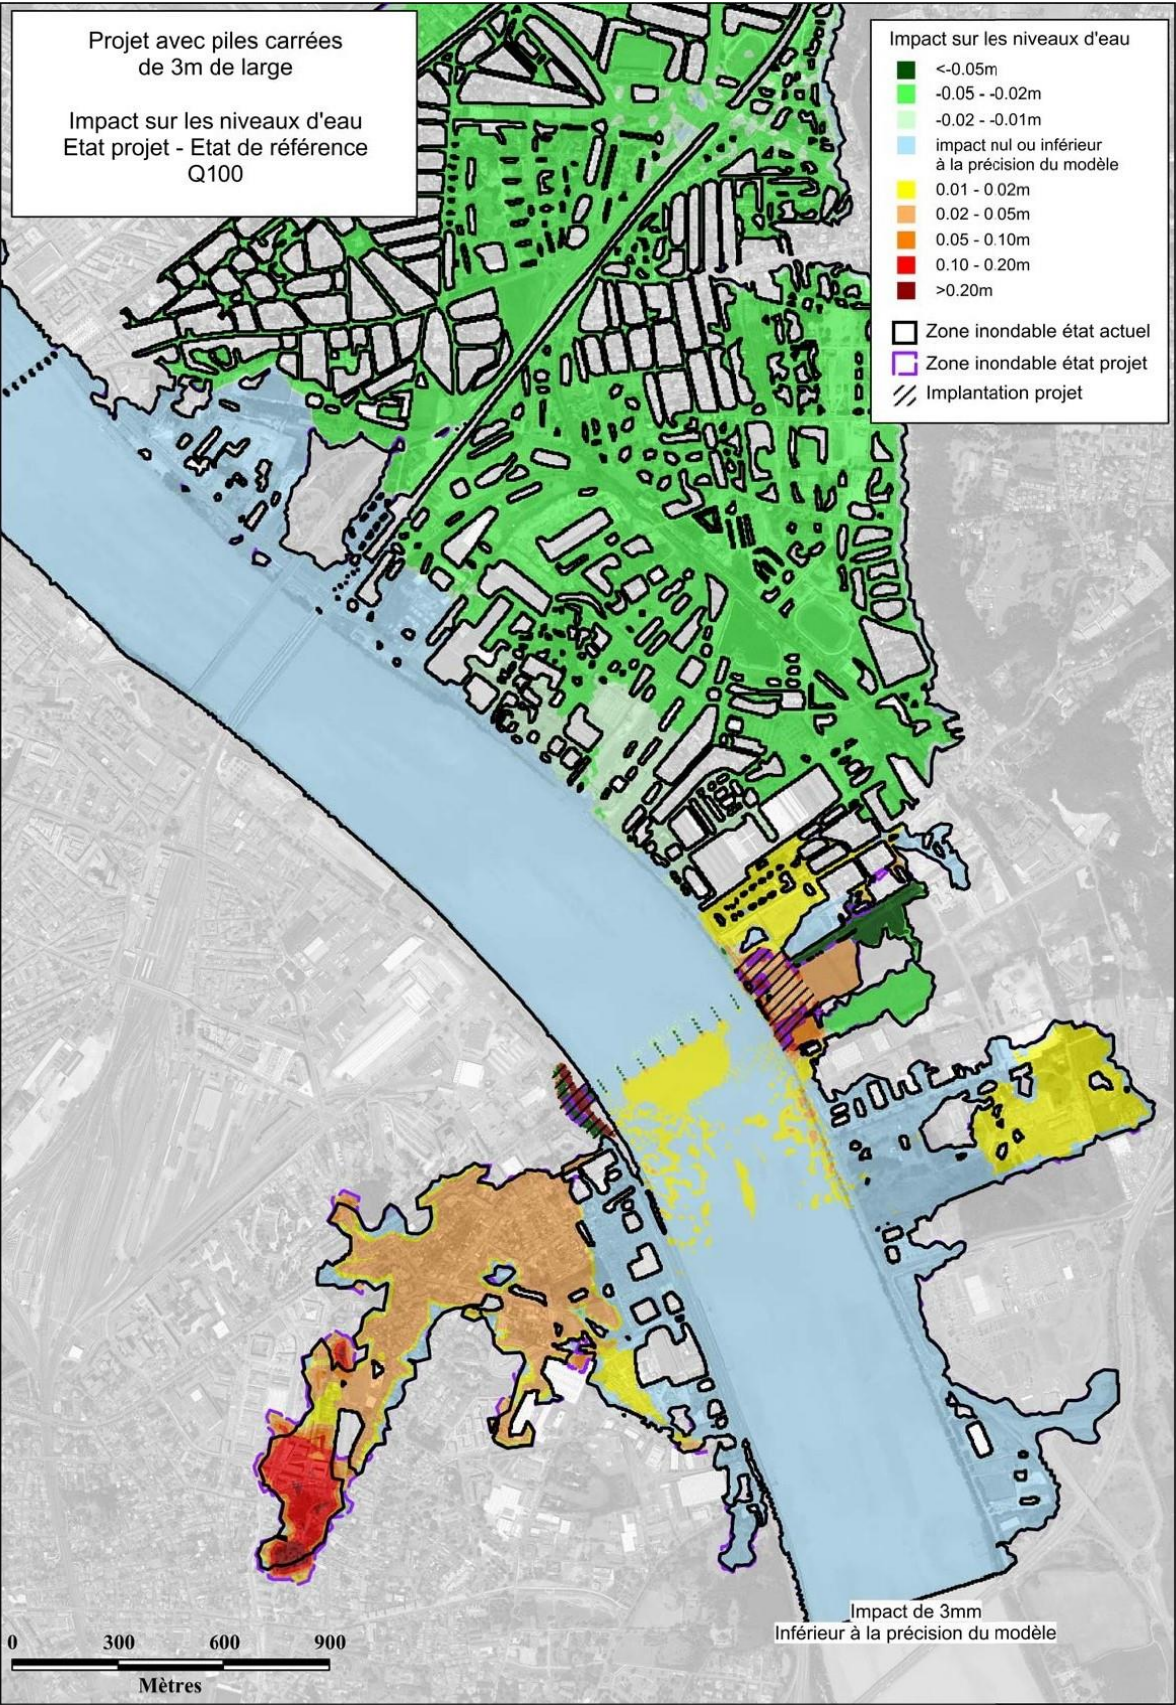 Projet avec piles carrées
de 3m de large
Impact sur les niveaux d'eau
Etat projet - Etat de référence
Q100
Impact sur les niveaux d'eau
<-0.05m
-0.05 - -0.02m
-0.02 - -0.01m
impact nul ou inférieur
à la précision du modèle
0.01 - 0 02m
0.02 - 0 05m
0.05 - 0.10m
0.10 - 0.20m
>0.20m
Zone inondable état actuel
Zone inondable état projet
Implantation projet
Impact de 3mm
Inférieur à la précision du modèle
0 300 600 900
Mètres